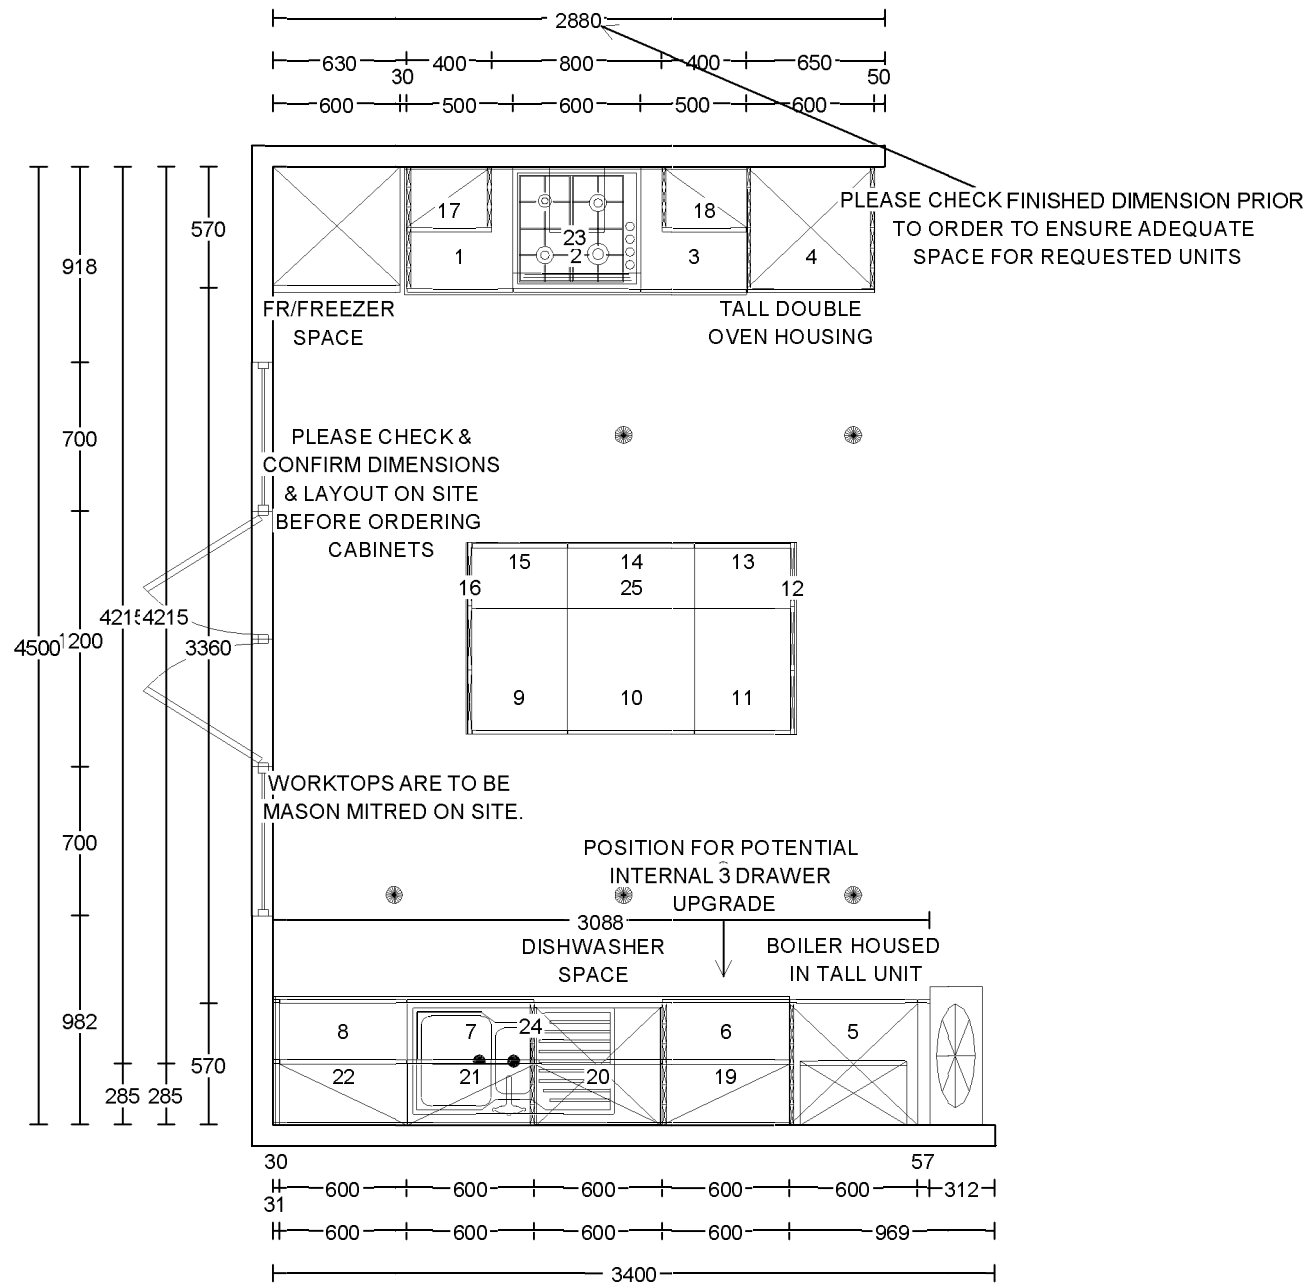 2880
630 400 800 400 650
30 50
600 500 600 500 600
17 18
23
1 2 3 4
PLEASE CHECK FINISHED DIMENSION PRIOR
TO ORDER TO ENSURE ADEQUATE
SPACE FOR REQUESTED UNITS
570
918
FR/FREEZER
SPACE
TALL DOUBLE
OVEN HOUSING
700
PLEASE CHECK &
CONFIRM DIMENSIONS
& LAYOUT ON SITE
BEFORE ORDERING
CABINETS
15 14 13
16 25 12
4215 4215
4500 1200 3360
9 10 11
WORKTOPS ARE TO BE
MASON MITRED ON SITE.
700
POSITION FOR POTENTIAL
INTERNAL 3 DRAWER
UPGRADE
3088
DISHWASHER
SPACE
BOILER HOUSED
IN TALL UNIT
982
8 7 24 6 5
570
22 21 20 19
285 285
30 57
600 600 600 600 600 312
31
600 600 600 600 969
3400